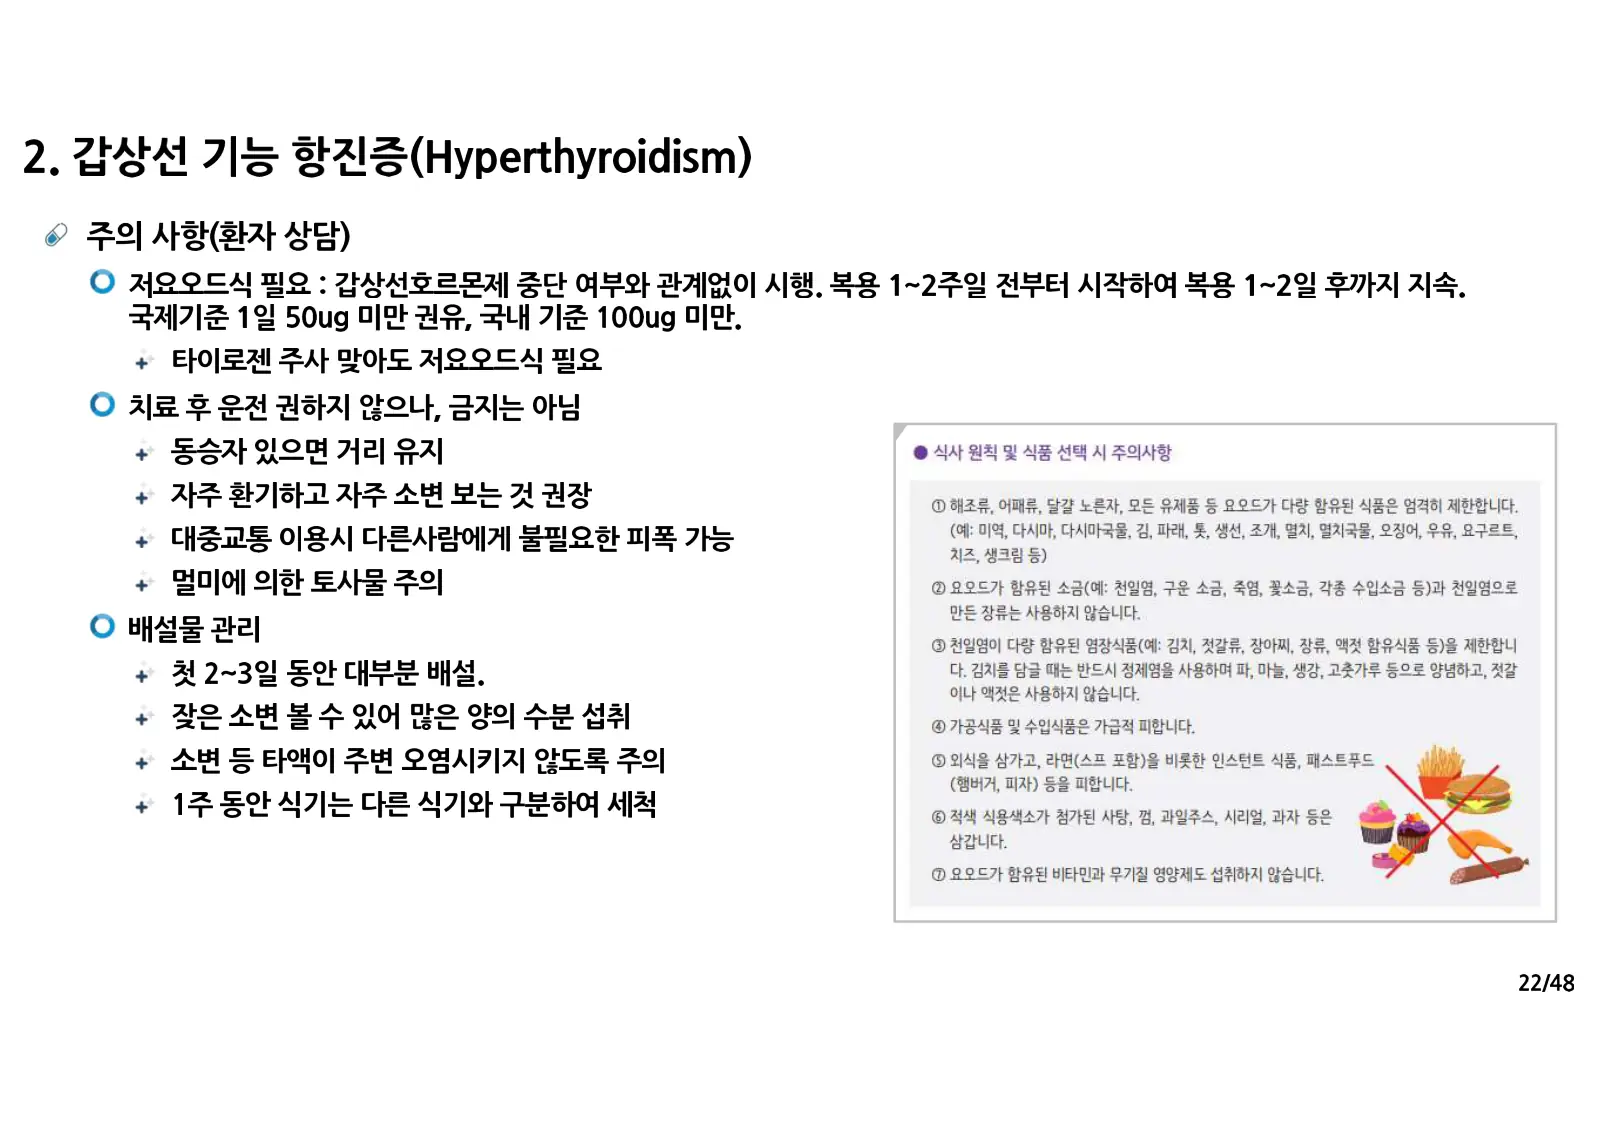 2. 갑상선 기능 항진증(Hyperthyroidism)
주의 사항(환자 상담)
저요오드식 필요 : 갑상선호르몬제 중단 여부와 관계없이 시행. 복용 1~2주일 전부터 시작하여 복용 1~2일 후까지 지속.
국제기준 1일 50ug 미만 권유, 국내 기준 100ug 미만.
타이로젠 주사 맞아도 저요오드식 필요
치료 후 운전 권하지 않으나, 금지는 아님
동승자 있으면 거리 유지
자주 환기하고 자주 소변 보는 것 권장
대중교통 이용시 다른사람에게 불필요한 피폭 가능
멀미에 의한 토사물 주의
배설물 관리
첫 2~3일 동안 대부분 배설.
잦은 소변 볼 수 있어 많은 양의 수분 섭취
소변 등 타액이 주변 오염시키지 않도록 주의
1주 동안 식기는 다른 식기와 구분하여 세척
● 식사 원칙 및 식품 선택 시 주의사항
① 해조류, 어패류, 달걀 노른자, 모든 유제품 등 요오드가 다량 함유된 식품은 엄격히 제한합니다.
(예: 미역, 다시마, 다시마국물, 김, 파래, 톳, 생선, 조개, 멸치, 멸치국물, 오징어, 우유, 요구르트,
치즈, 생크림 등)
② 요오드가 함유된 소금(예: 천일염, 구운 소금, 죽염, 꽃소금, 각종 수입소금 등)과 천일염으로
만든 장류는 사용하지 않습니다.
③ 천일염이 다량 함유된 염장식품(예: 김치, 젓갈류, 장아찌, 장류, 액젓 함유식품 등)을 제한합니
다. 김치를 담글 때는 반드시 정제염을 사용하며 파, 마늘, 생강, 고춧가루 등으로 양념하고, 젓갈
이나 액젓은 사용하지 않습니다.
④ 가공식품 및 수입식품은 가급적 피합니다.
⑤ 외식을 삼가고, 라면(스프 포함)을 비롯한 인스턴트 식품, 패스트푸드
(햄버거, 피자) 등을 피합니다.
⑥ 적색 식용색소가 첨가된 사탕, 껌, 과일주스, 시리얼, 과자 등은
삼갑니다.
⑦ 요오드가 함유된 비타민과 무기질 영양제도 섭취하지 않습니다.
22/48